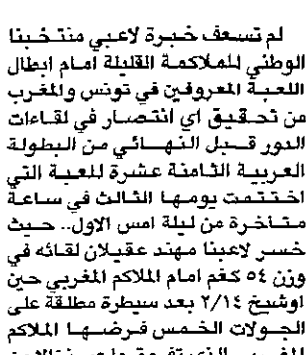 لم تسعف خبرة لاعبي منتخبنا
الوطني للملاكمة القليلة امام ابطال
اللعبة المعروفين في تونس والمغرب
من تحقيق اي انتصار في لقاءات
الدور قبل النهائي من البطولة
العربية الثامنة عشرة للعبة التي
اختتمت يومها الثالث في ساعة
متاخرة من ليلة امس الاول.. حيث
خسر لاعبنا مهند عقيلان لقائه في
وزن ٥٤ كغم امام الملاكم المغربي حين
اوشيخ ٢/١٤ بعد سيطرة مطلقة على
الجولات الخمس فرضها الملاكم